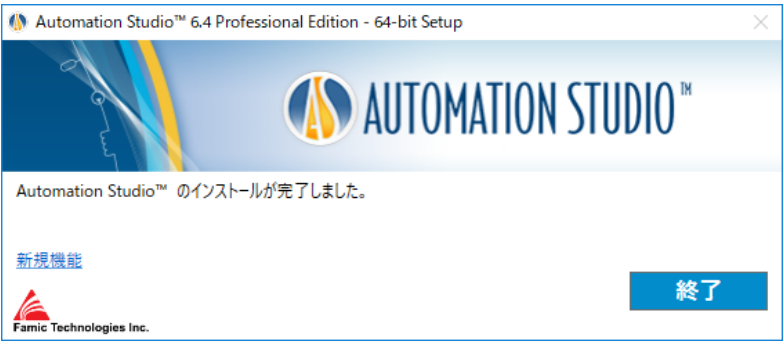 Automation Studio™ 6.4 Professional Edition - 64-bit Setup
AUTOMATION STUDIO™
Automation Studio™ のインストールが完了しました。
新規機能
終了
Famic Technologies Inc.